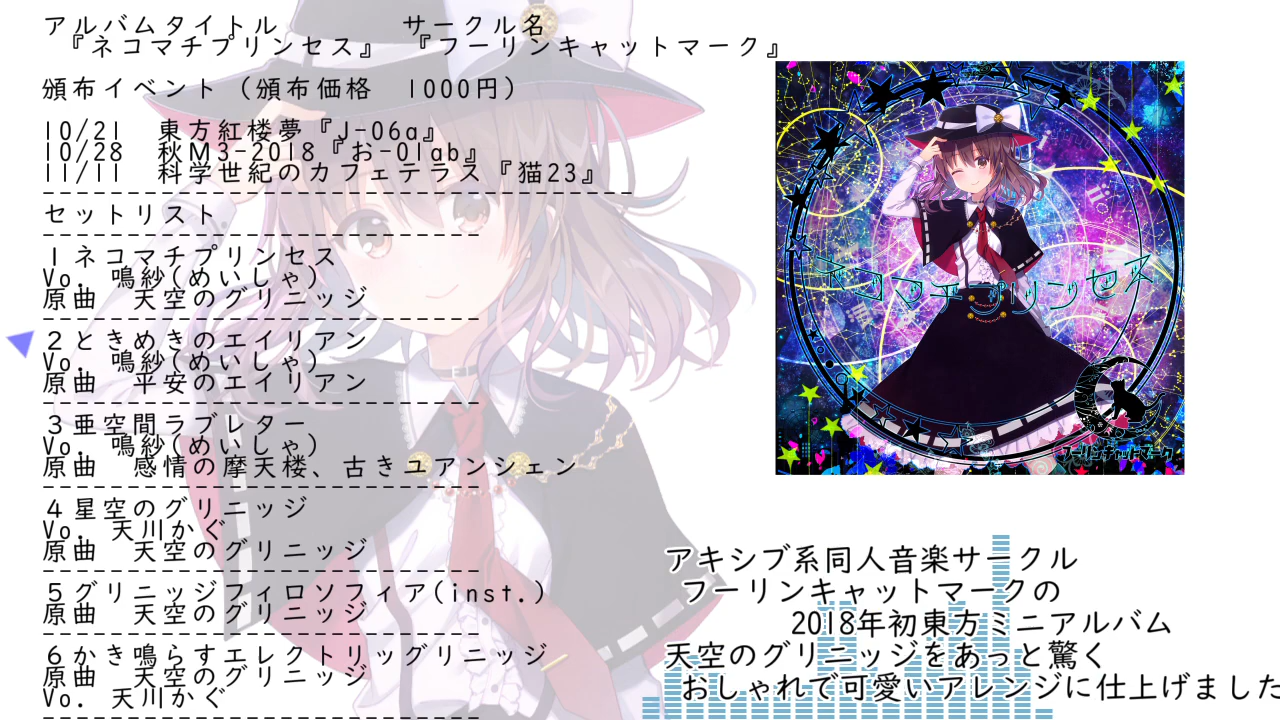 アルバムタイトル　　　サークル名
『ネコマチプリンセス』　『フーリンキャットマーク』
頒布イベント（頒布価格　1000円）
10/21　東方紅楼夢『J-06a』
10/28　秋M3-2018『お-01ab』
11/11　科学世紀のカフェテラス『猫23』
セットリスト
1 ネコマチプリンセス
Vo. 鳴紗(めいしゃ)
原曲　天空のグリニッジ
2 ときめきのエイリアン
Vo. 鳴紗(めいしゃ)
原曲　平安のエイリアン
3 亜空間ラブレター
Vo. 鳴紗(めいしゃ)
原曲　感情の摩天楼、古きユアンシェン
4 星空のグリニッジ
Vo. 天川かぐ
原曲　天空のグリニッジ
5 グリニッジフィロソフィア(inst.)
原曲　天空のグリニッジ
6 かき鳴らすエレクトリッグリニッジ
原曲　天空のグリニッジ
Vo. 天川かぐ
ネコマチプリンセス
フーリンキャットマーク
アキシブ系同人音楽サークル
フーリンキャットマークの
2018年初東方ミニアルバム
天空のグリニッジをあっと驚く
おしゃれで可愛いアレンジに仕上げました